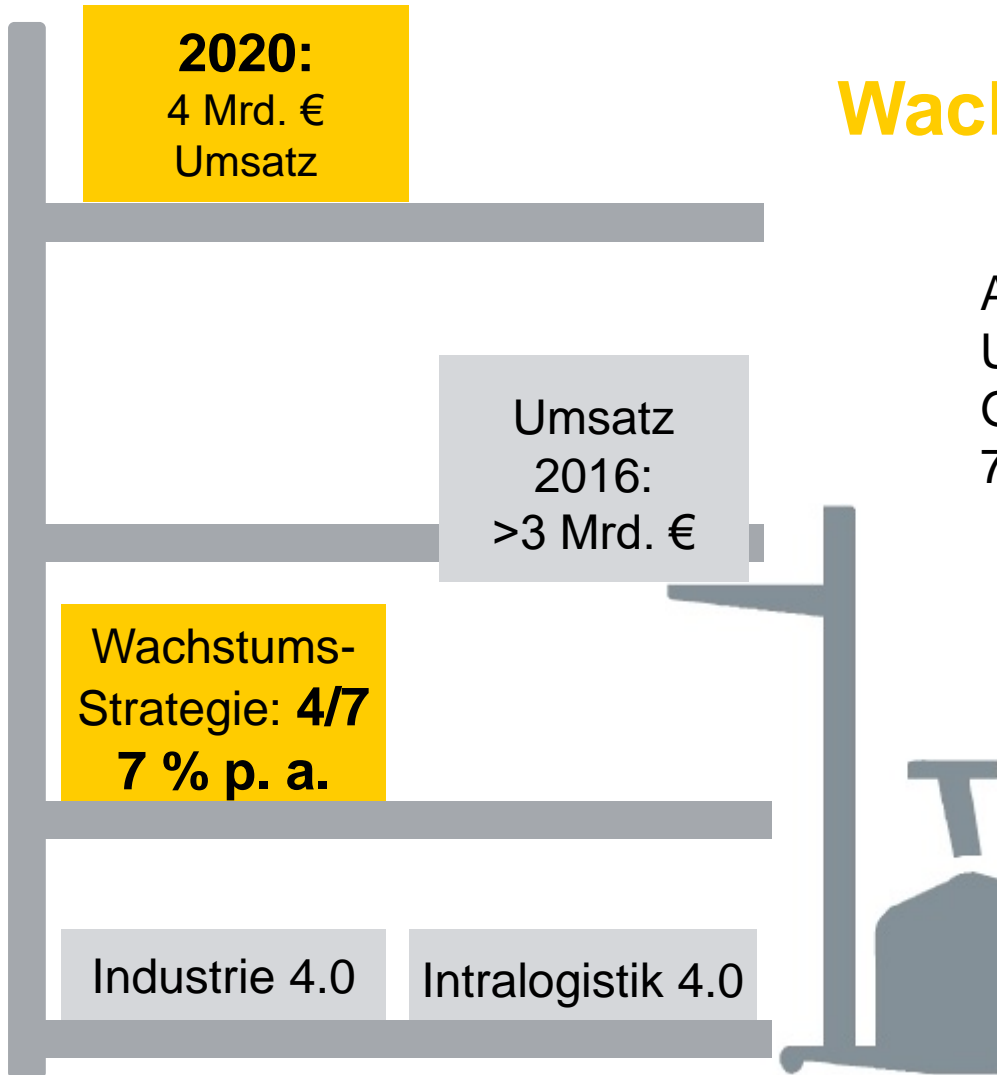 2020:
4 Mrd. €
Umsatz
Umsatz
2016:
>3 Mrd. €
Wachstums-
Strategie: 4/7
7 % p. a.
Industrie 4.0
Intralogistik 4.0